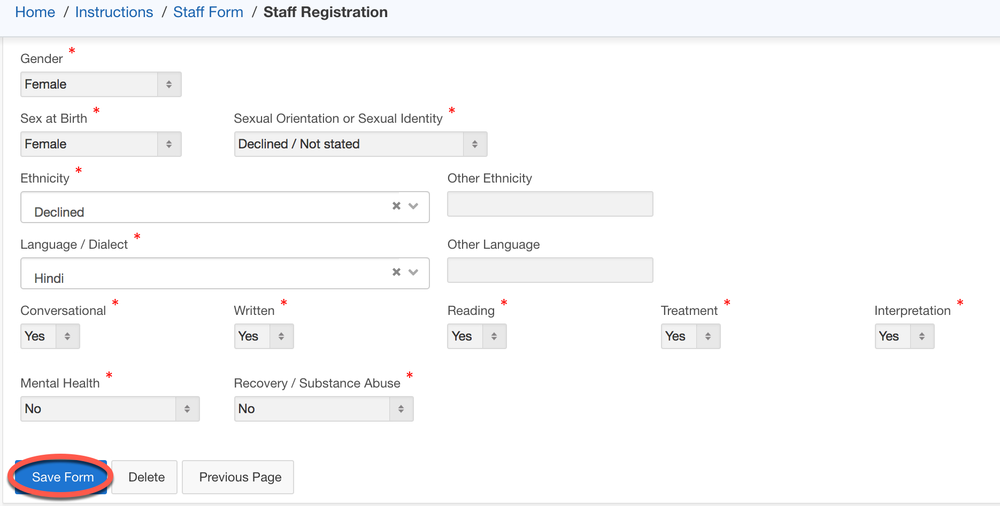 Home / Instructions / Staff Form / Staff Registration
Gender *
Female
Sex at Birth * Sexual Orientation or Sexual Identity *
Female Declined / Not stated
Ethnicity * Other Ethnicity
Declined
Language / Dialect * Other Language
Hindi
Conversational * Written * Reading * Treatment * Interpretation *
Yes Yes Yes Yes Yes
Mental Health * Recovery / Substance Abuse *
No No
Save Form Delete Previous Page